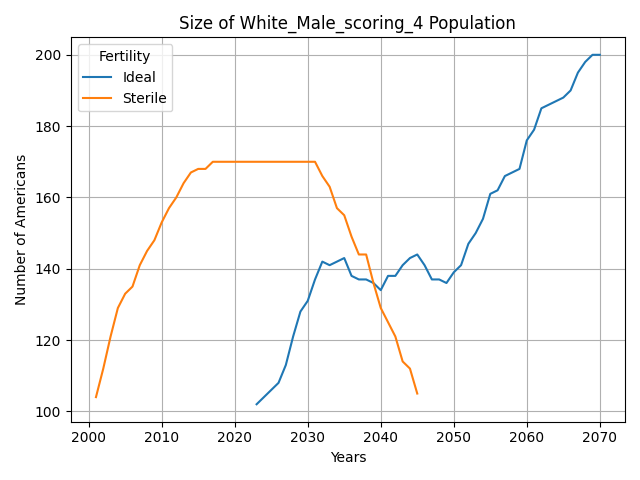 Size of White_Male_scoring_4 Population
Fertility
Ideal
Sterile
Number of Americans
200
180
160
140
120
100
2000 2010 2020 2030 2040 2050 2060 2070
Years